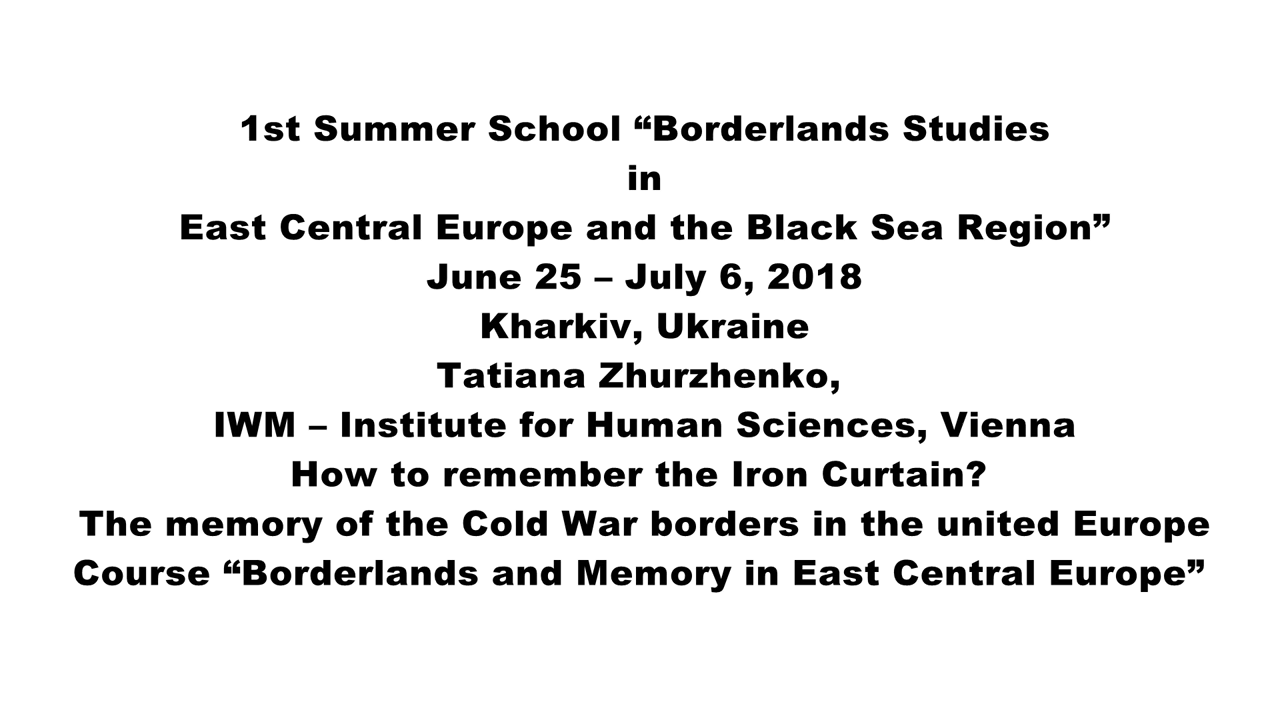 1st Summer School “Borderlands Studies
in
East Central Europe and the Black Sea Region”
June 25 – July 6, 2018
Kharkiv, Ukraine
Tatiana Zhurzhenko,
IWM – Institute for Human Sciences, Vienna
How to remember the Iron Curtain?
The memory of the Cold War borders in the united Europe
Course “Borderlands and Memory in East Central Europe”